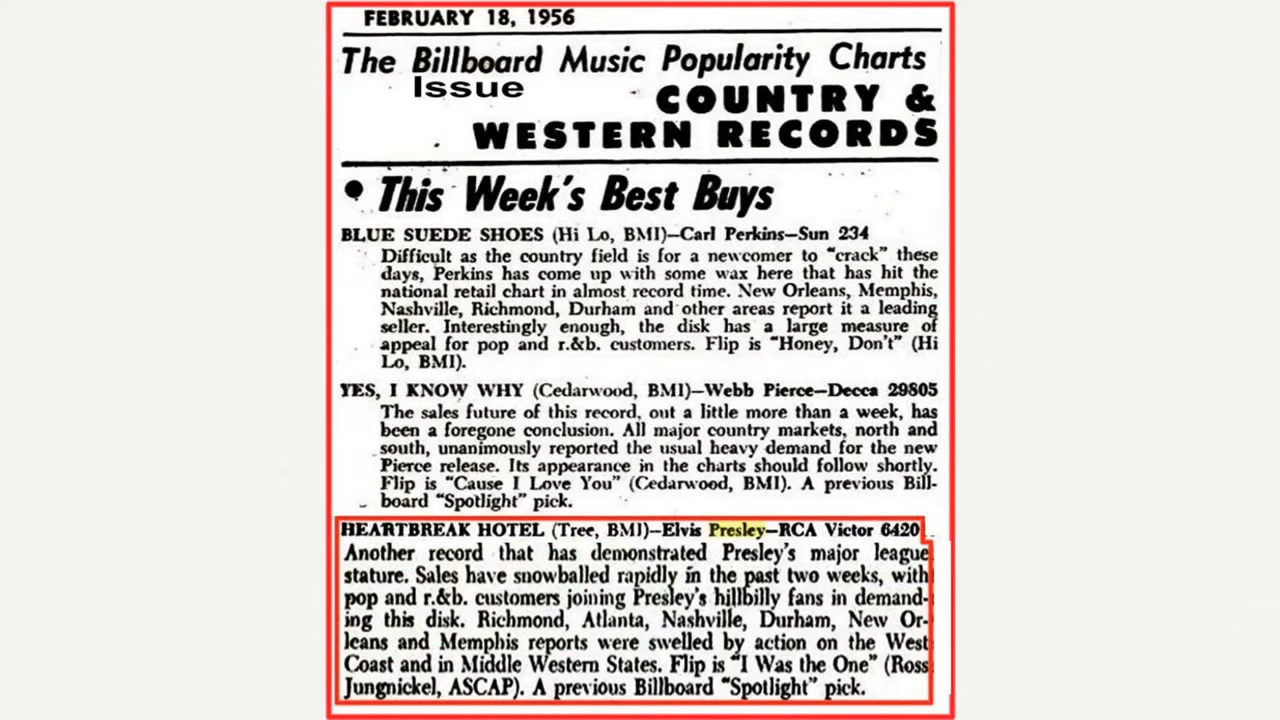 FEBRUARY 18, 1956
The Billboard Music Popularity Charts
Issue
COUNTRY &
WESTERN RECORDS
• This Week's Best Buys
BLUE SUEDE SHOES (Hi Lo, BMI)—Carl Perkins—Sun 234
Difficult as the country field is for a newcomer to "crack" these
days, Perkins has come up with some wax here that has hit the
national retail chart in almost record time. New Orleans, Memphis,
Nashville, Richmond, Durham and other areas report it a leading
seller. Interestingly enough, the disk has a large measure of
appeal for pop and r.&b. customers. Flip is "Honey, Don't" (Hi
Lo, BMI).
YES, I KNOW WHY (Cedarwood, BMI)—Webb Pierce—Decca 29805
The sales future of this record, out a little more than a week, has
been a foregone conclusion. All major country markets, north and
south, unanimously reported the usual heavy demand for the new
Pierce release. Its appearance in the charts should follow shortly.
Flip is "Cause I Love You" (Cedarwood, BMI). A previous Bill-
board "Spotlight" pick.
HEARTBREAK HOTEL (Tree, BMI)—Elvis Presley—RCA Victor 6420
Another record that has demonstrated Presley's major league
stature. Sales have snowballed rapidly in the past two weeks, with
pop and r.&b. customers joining Presley's hillbilly fans in demand-
ing this disk. Richmond, Atlanta, Nashville, Durham, New Or-
leans and Memphis reports were swelled by action on the West
Coast and in Middle Western States. Flip is "I Was the One" (Ross
Jungnickel, ASCAP). A previous Billboard "Spotlight" pick.